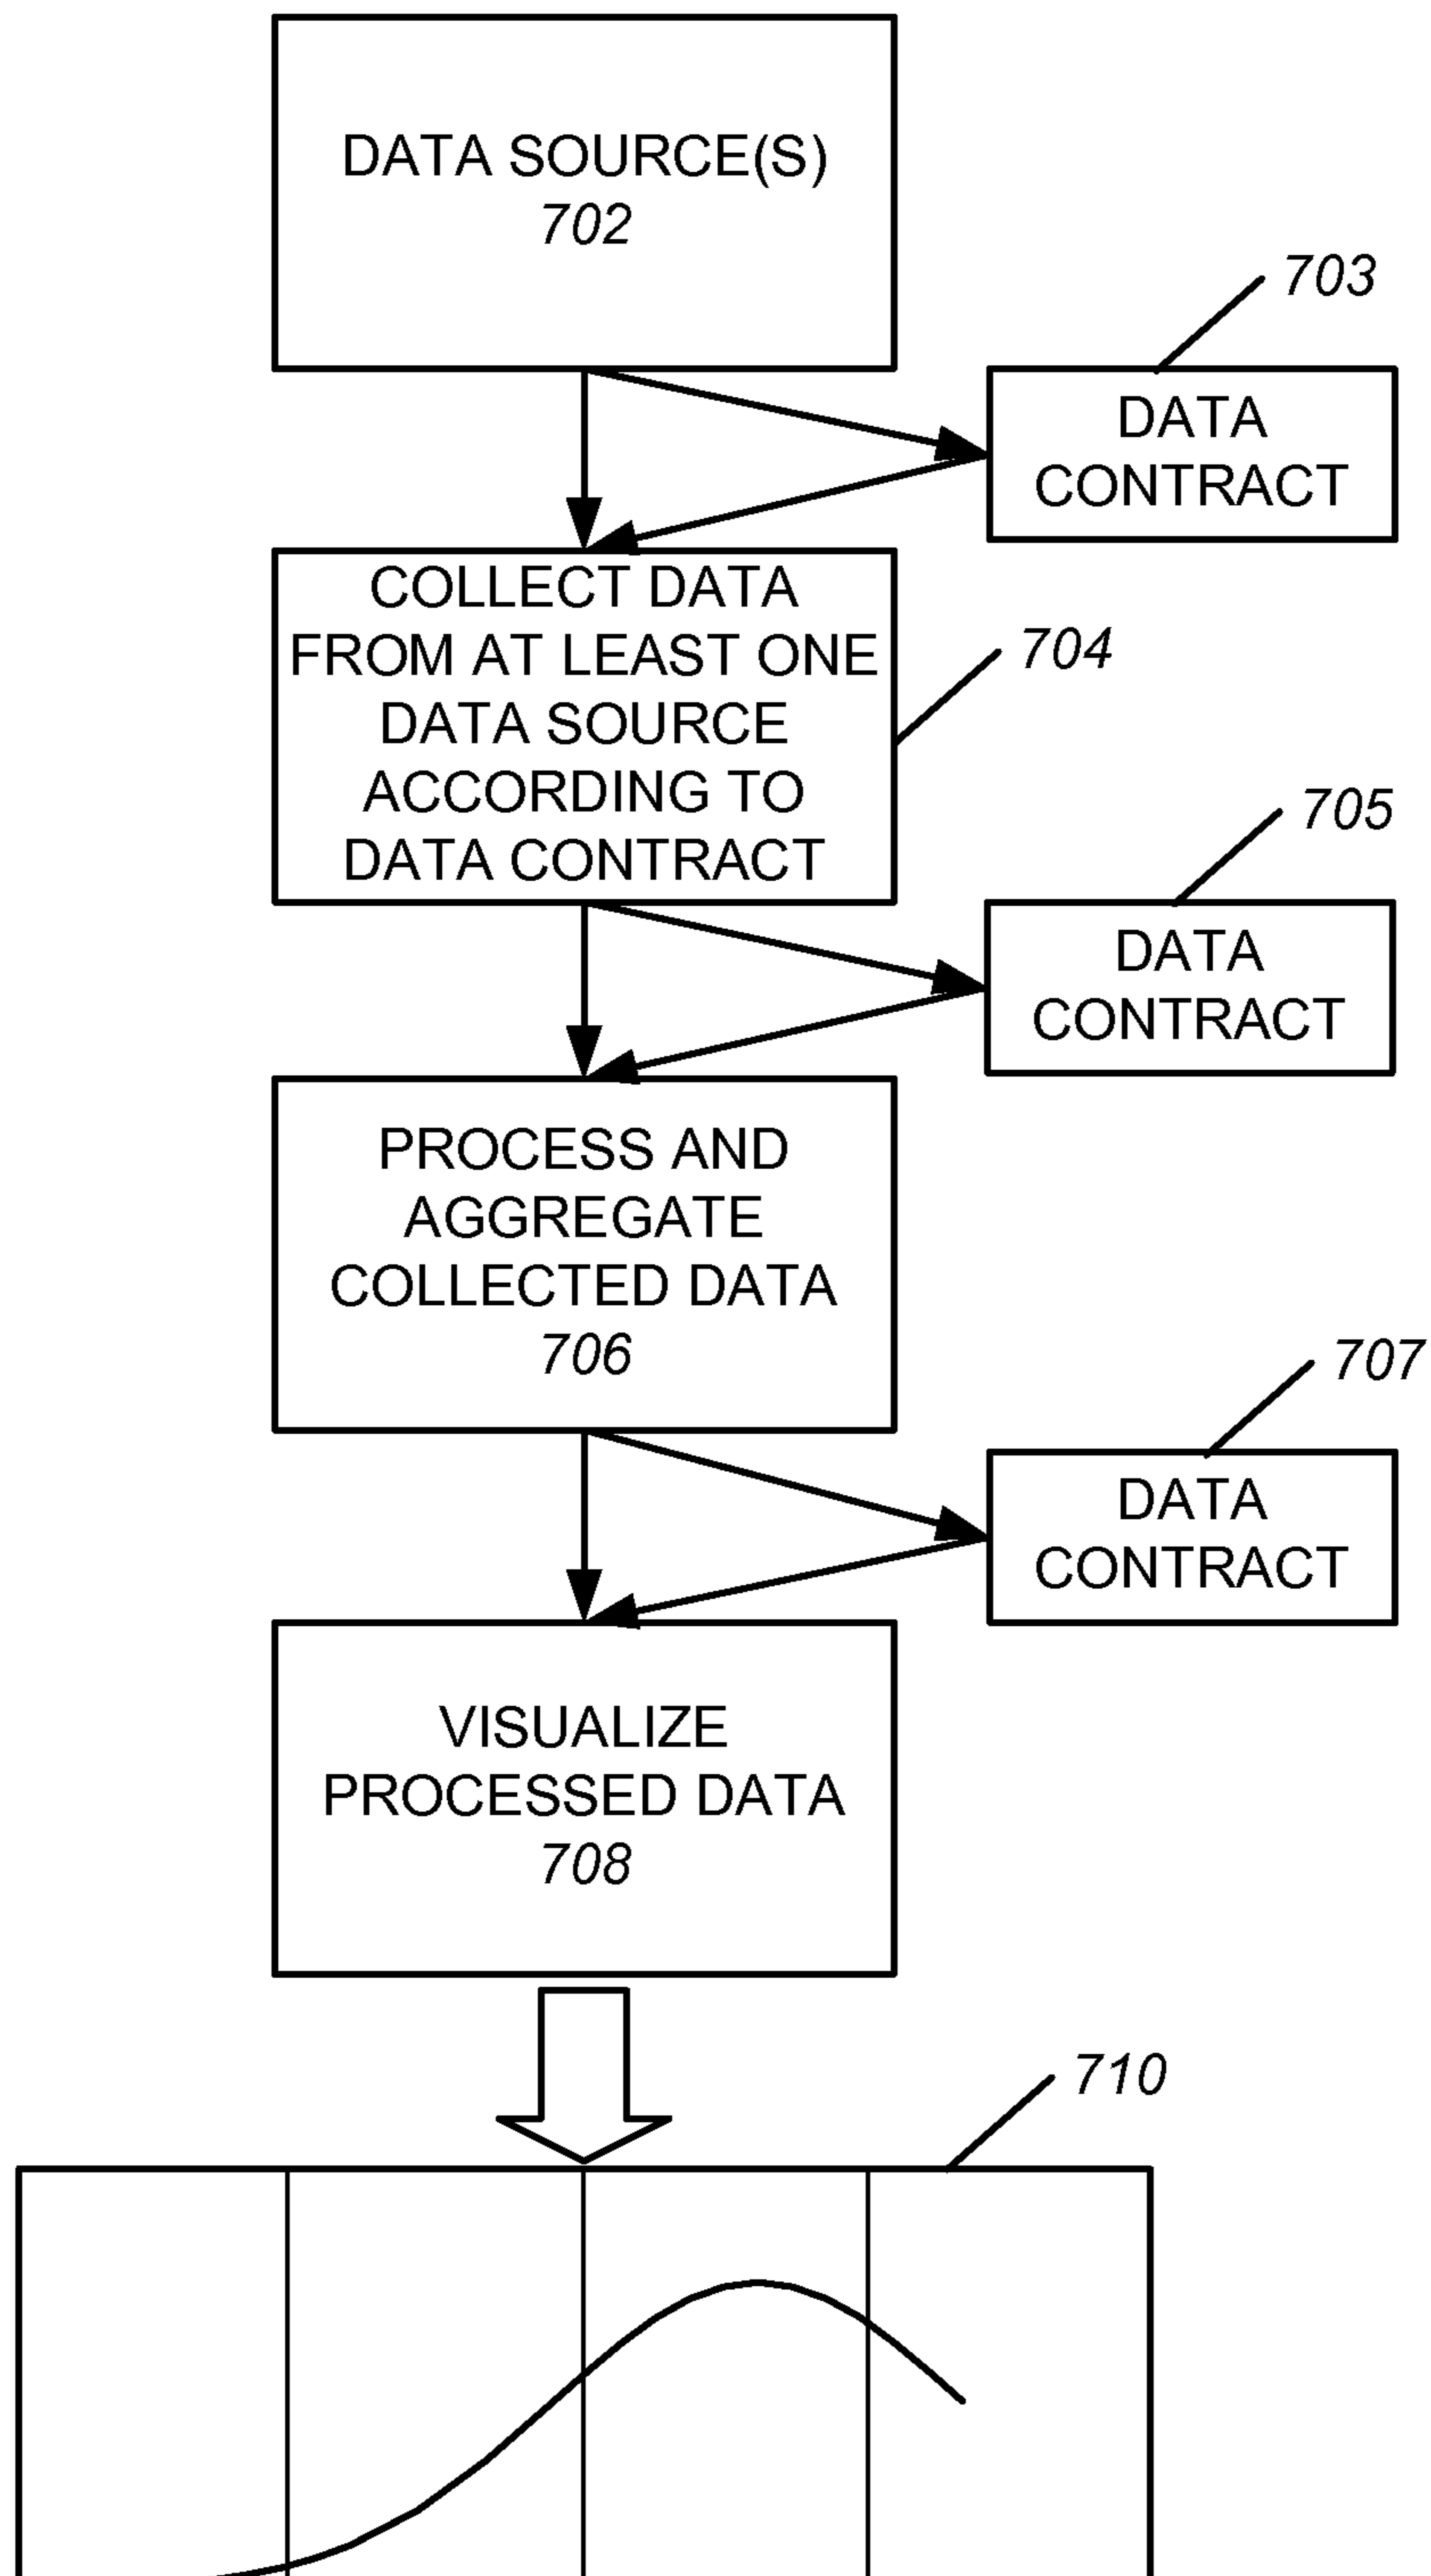 DATA SOURCE(S)
702
703
DATA
CONTRACT
COLLECT DATA
FROM AT LEAST ONE
DATA SOURCE
ACCORDING TO
DATA CONTRACT
704
705
DATA
CONTRACT
PROCESS AND
AGGREGATE
COLLECTED DATA
706
707
DATA
CONTRACT
VISUALIZE
PROCESSED DATA
708
710